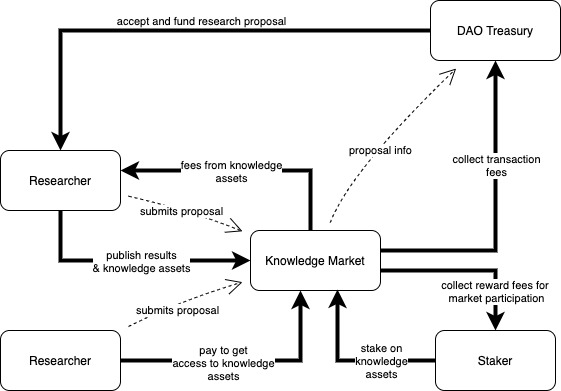 accept and fund research proposal
DAO Treasury
proposal info
collect transaction
fees
fees from knowledge
assets
Researcher
submits proposal
publish results
& knowledge assets
Knowledge Market
collect reward fees for
market participation
submits proposal
Researcher
pay to get
access to knowledge
assets
stake on
knowledge
assets
Staker